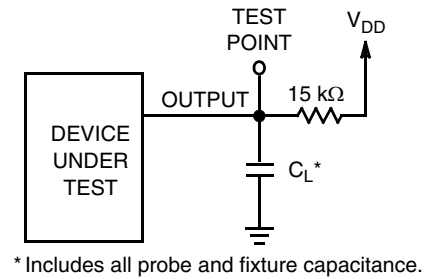 TEST
POINT
V_DD
OUTPUT
15 kΩ
DEVICE
UNDER
TEST
C_L*
* Includes all probe and fixture capacitance.